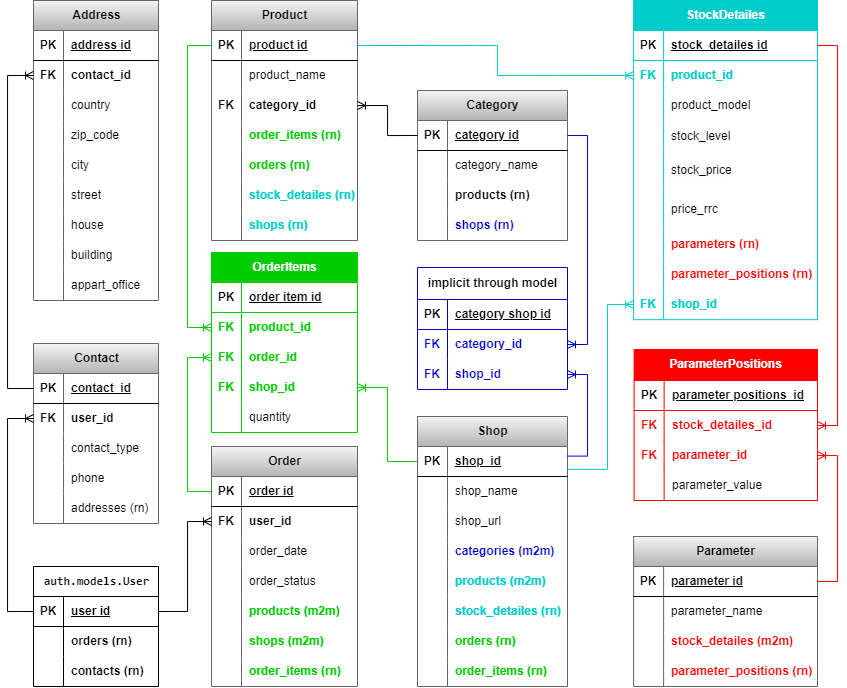 Address
PK address id
FK contact_id
country
zip_code
city
street
house
building
appart_office
Contact
PK contact_id
FK user_id
contact_type
phone
addresses (rn)
auth.models.User
PK user id
orders (rn)
contacts (rn)
Product
PK product id
product_name
FK category_id
order_items (rn)
orders (rn)
stock_detailes (rn)
shops (rn)
OrderItems
PK order item id
FK product_id
FK order_id
FK shop_id
quantity
Order
PK order id
FK user_id
order_date
order_status
products (m2m)
shops (m2m)
order_items (rn)
Category
PK category id
category_name
products (rn)
shops (rn)
implicit through model
PK category shop id
FK category_id
FK shop_id
Shop
PK shop_id
shop_name
shop_url
categories (m2m)
products (m2m)
stock_detailes (rn)
orders (rn)
order_items (rn)
StockDetailes
PK stock_detailes id
FK product_id
product_model
stock_level
stock_price
price_rrc
parameters (rn)
parameter_positions (rn)
FK shop_id
ParameterPositions
PK parameter positions_id
FK stock_detailes_id
FK parameter_id
parameter_value
Parameter
PK parameter id
parameter_name
stock_detailes (m2m)
parameter_positions (rn)